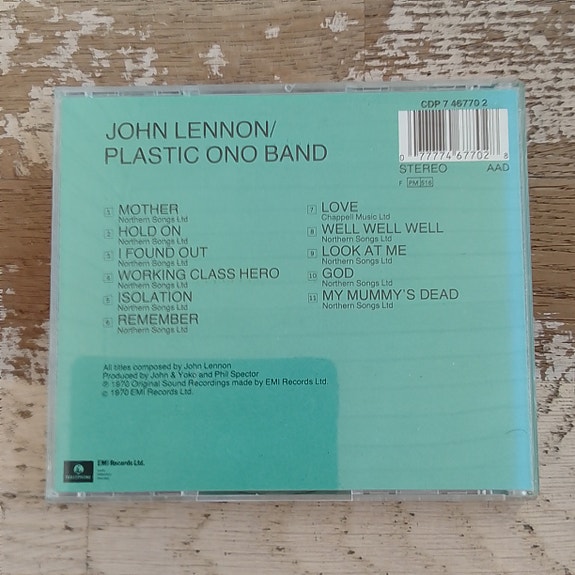 CDP 7 46770 2
0 77774 67702 8
STEREO AAD
F PM 518
JOHN LENNON/
PLASTIC ONO BAND
1 MOTHER
Northern Songs Ltd
2 HOLD ON
Northern Songs Ltd
3 I FOUND OUT
Northern Songs Ltd
4 WORKING CLASS HERO
Northern Songs Ltd
5 ISOLATION
Northern Songs Ltd
6 REMEMBER
Northern Songs Ltd
7 LOVE
Chappell Music Ltd
8 WELL WELL WELL
Northern Songs Ltd
9 LOOK AT ME
Northern Songs Ltd
10 GOD
Northern Songs Ltd
11 MY MUMMY'S DEAD
Northern Songs Ltd
All titles composed by John Lennon
Produced by John & Yoko and Phil Spector
℗ 1970 Original Sound Recordings made by EMI Records Ltd.
© 1970 EMI Records Ltd.
PARLOPHONE
EMI Records Ltd.